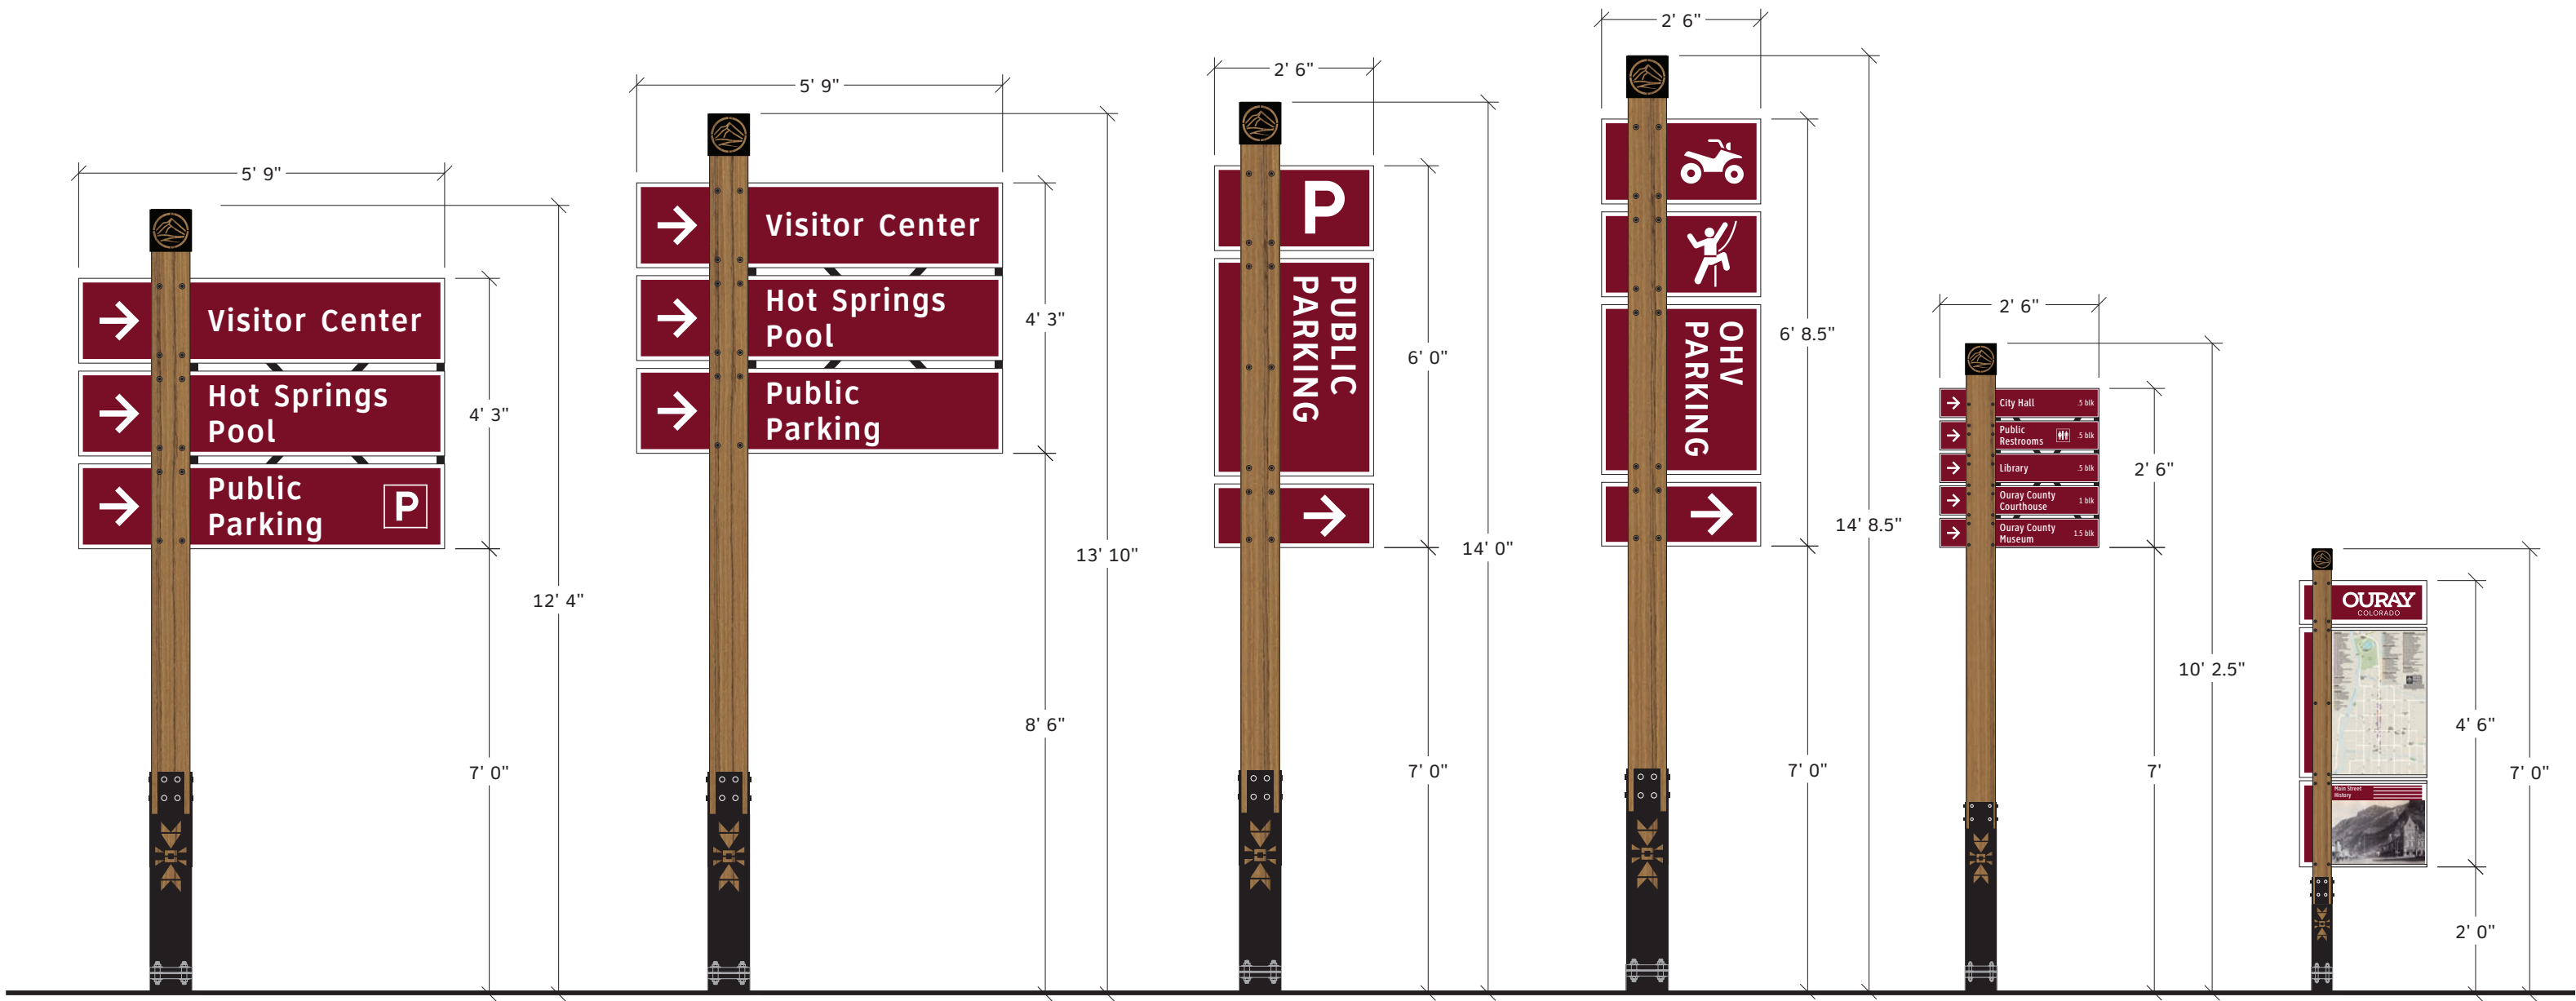 5' 9"
Visitor Center
Hot Springs
Pool
Public
Parking
P
4' 3"
12' 4"
7' 0"
5' 9"
Visitor Center
Hot Springs
Pool
Public
Parking
4' 3"
13' 10"
8' 6"
2' 6"
P
PUBLIC
PARKING
6' 0"
14' 0"
7' 0"
2' 6"
OHV
PARKING
6' 8.5"
14' 8.5"
7' 0"
2' 6"
City Hall .5 blk
Public
Restrooms .5 blk
Library .5 blk
Ouray County
Courthouse 1 blk
Ouray County
Museum 1.5 blk
2' 6"
10' 2.5"
7'
OURAY
COLORADO
Main Street
History
4' 6"
7' 0"
2' 0"